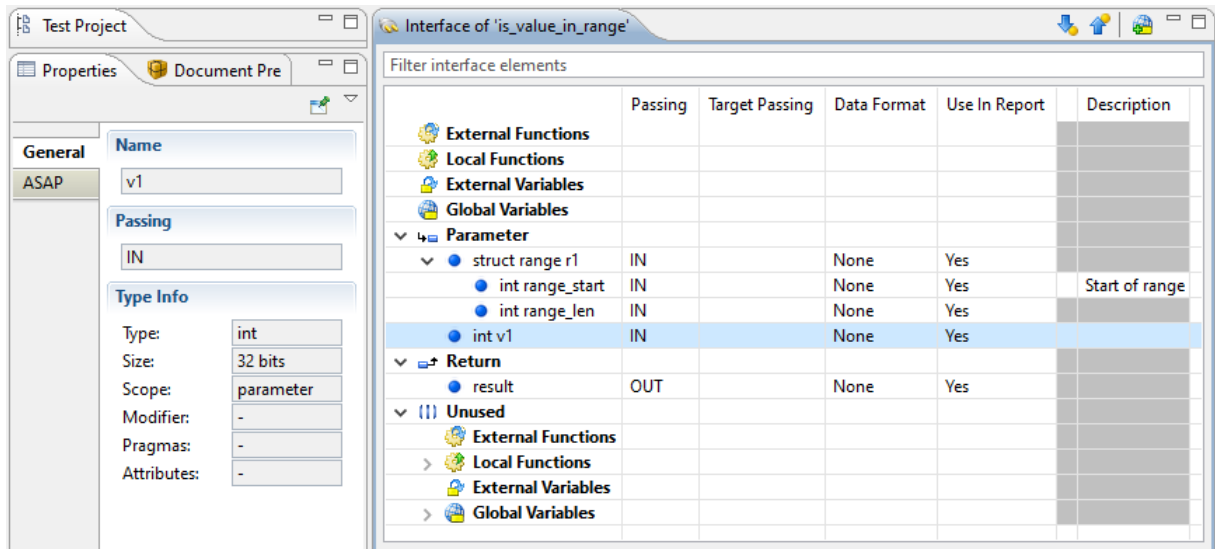 Test Project
Properties Document Pre
General
ASAP
Name
v1
Passing
IN
Type Info
Type: int
Size: 32 bits
Scope: parameter
Modifier: -
Pragmas: -
Attributes: -
Interface of 'is_value_in_range'
Filter interface elements
Passing Target Passing Data Format Use In Report Description
External Functions
Local Functions
External Variables
Global Variables
Parameter
struct range r1 IN None Yes
int range_start IN None Yes Start of range
int range_len IN None Yes
int v1 IN None Yes
Return
result OUT None Yes
Unused
External Functions
Local Functions
External Variables
Global Variables